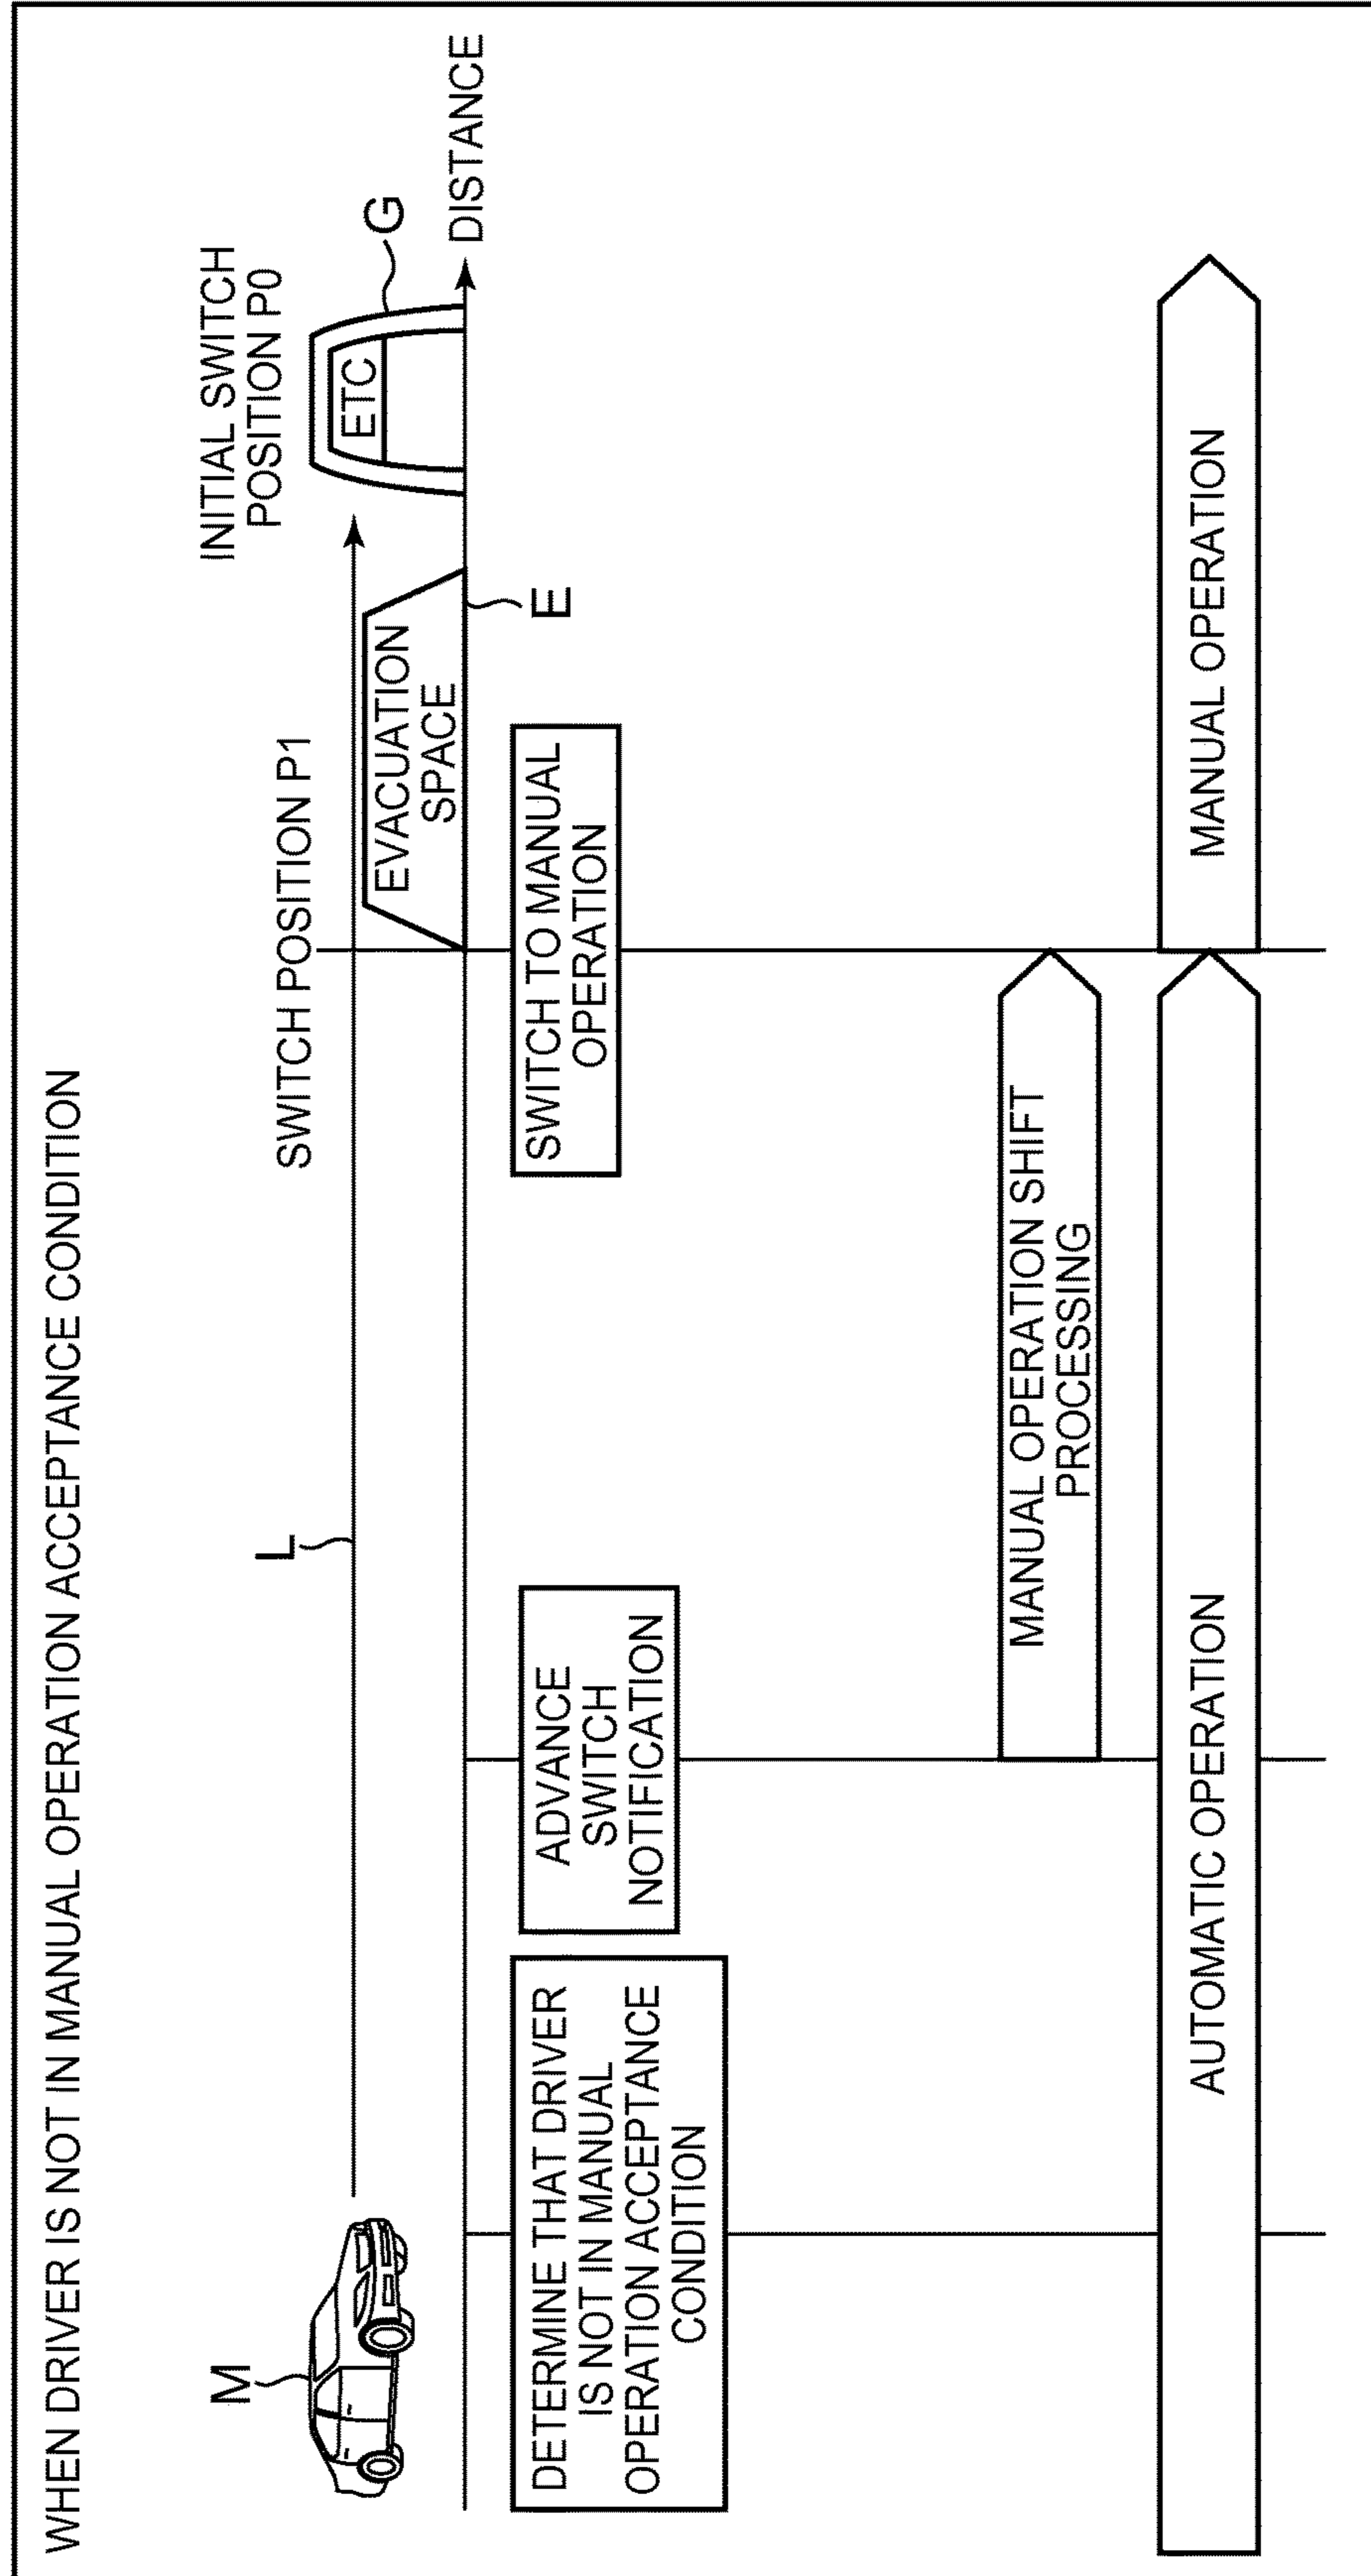 WHEN DRIVER IS NOT IN MANUAL OPERATION ACCEPTANCE CONDITION
M
L
SWITCH POSITION P1
INITIAL SWITCH
POSITION P0
G
ETC
EVACUATION
SPACE
DISTANCE
E
DETERMINE THAT DRIVER
IS NOT IN MANUAL
OPERATION ACCEPTANCE
CONDITION
ADVANCE
SWITCH
NOTIFICATION
SWITCH TO MANUAL
OPERATION
MANUAL OPERATION SHIFT
PROCESSING
AUTOMATIC OPERATION
MANUAL OPERATION